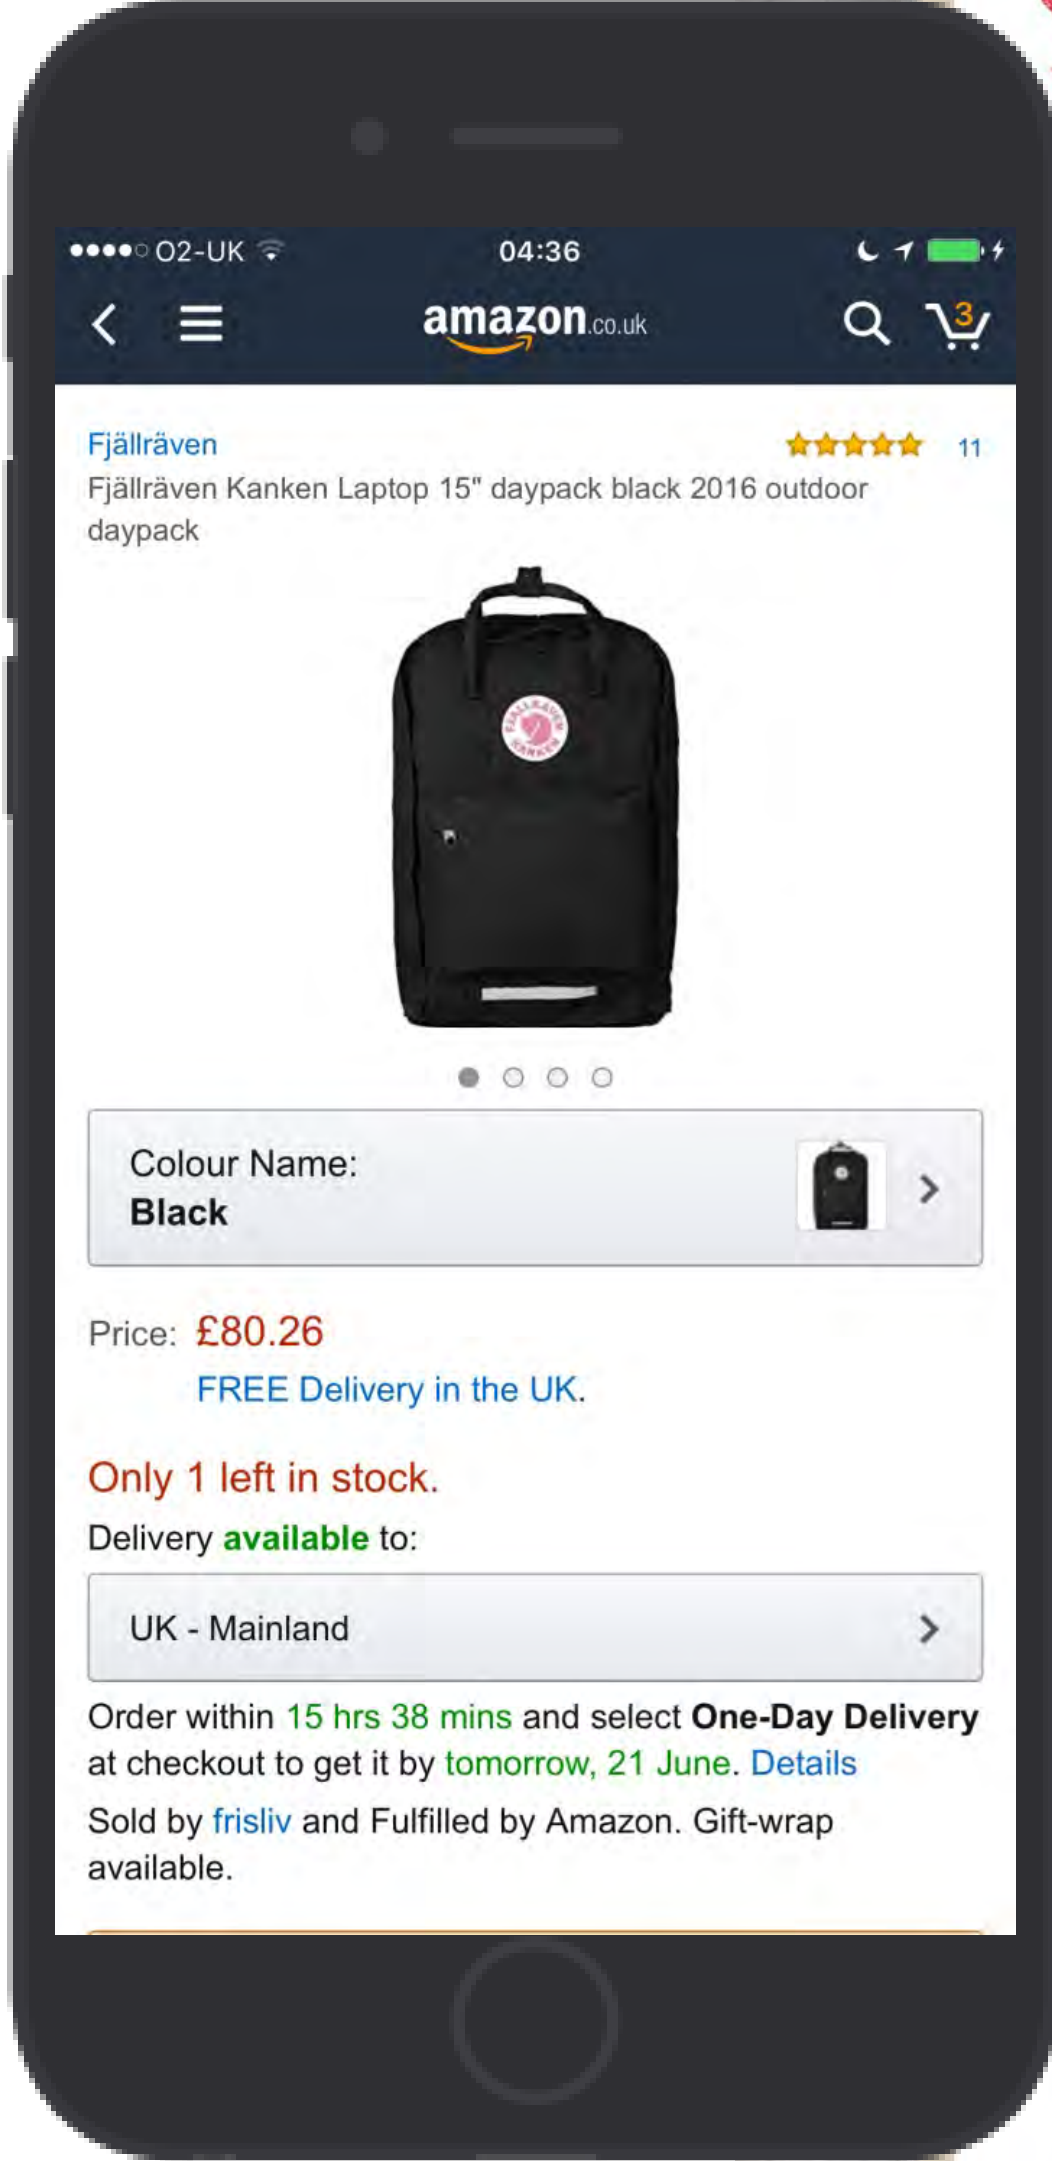 O2-UK
04:36
amazon.co.uk
3
Fjällräven
11
Fjällräven Kanken Laptop 15" daypack black 2016 outdoor
daypack
FJÄLLRÄVEN
KANKEN
Colour Name:
Black
Price: £80.26
FREE Delivery in the UK.
Only 1 left in stock.
Delivery available to:
UK - Mainland
Order within 15 hrs 38 mins and select One-Day Delivery
at checkout to get it by tomorrow, 21 June. Details
Sold by frisliv and Fulfilled by Amazon. Gift-wrap
available.